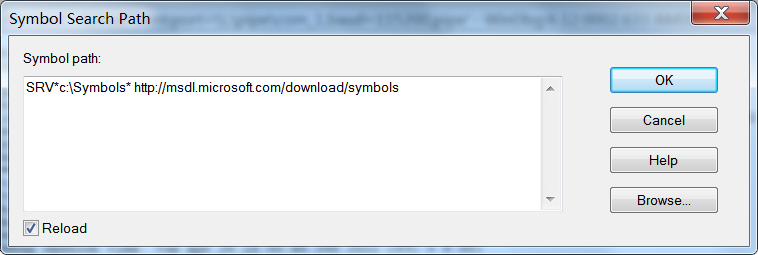 Symbol Search Path
Symbol path:
SRV*c:\Symbols* http://msdl.microsoft.com/download/symbols
OK
Cancel
Help
Browse...
Reload